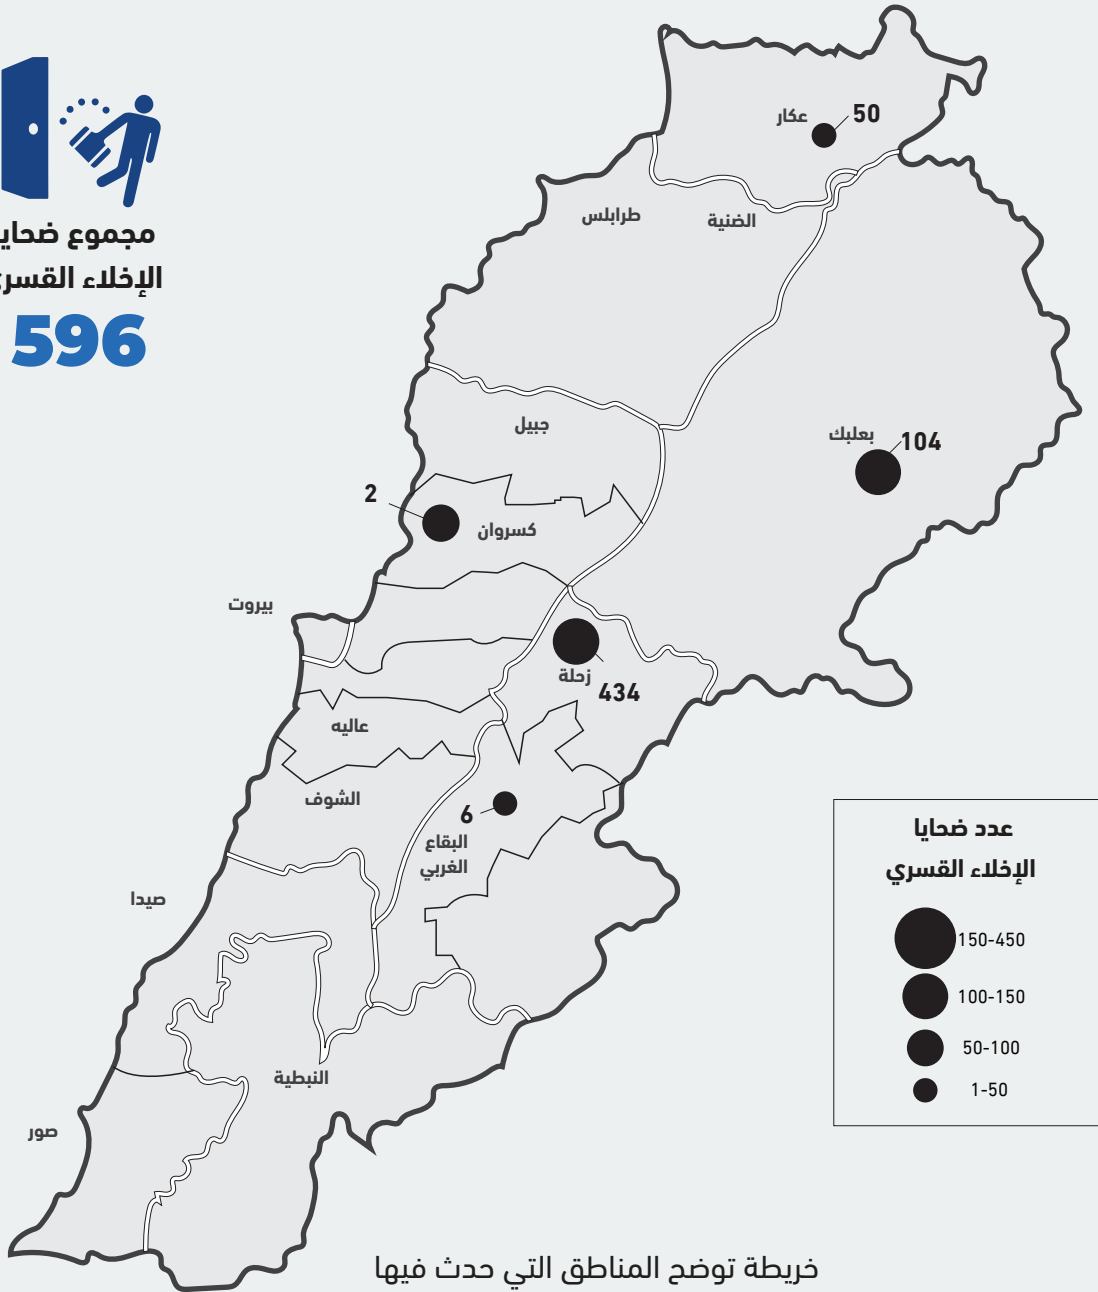 مجموع ضحايا
الإخلاء القسري
596
عكار
50
طرابلس
الضنية
جبيل
بعلبك
104
2
كسروان
بيروت
زحلة
434
عاليه
الشوف
6
البقاع
الغربي
صيدا
النبطية
صور
عدد ضحايا
الإخلاء القسري
150-450
100-150
50-100
1-50
خريطة توضح المناطق التي حدث فيها